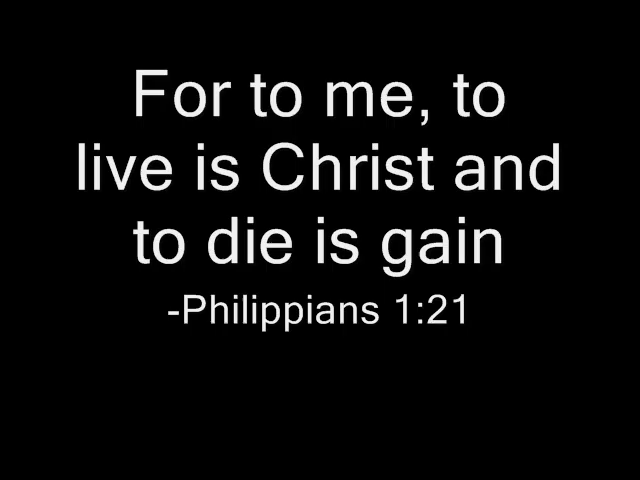 For to me, to
live is Christ and
to die is gain
-Philippians 1:21